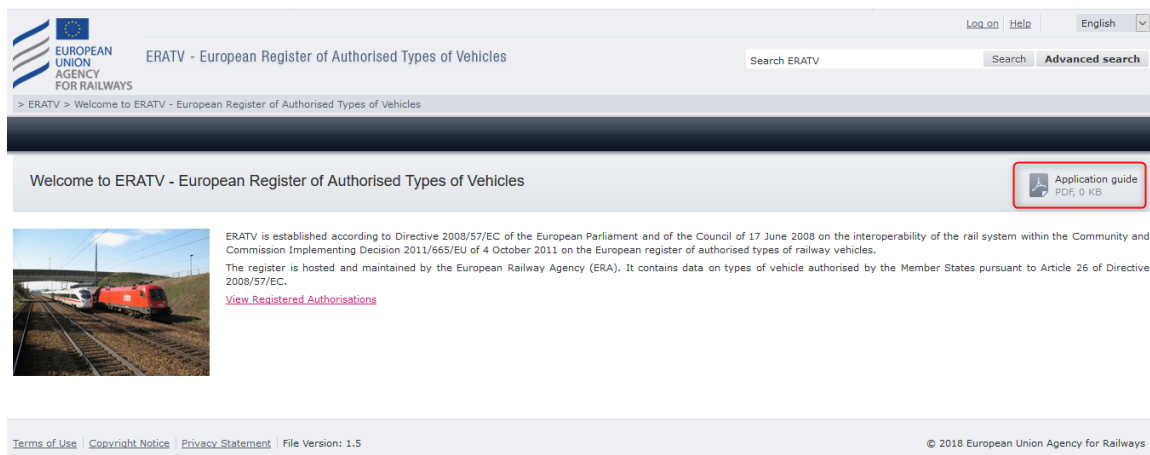 Log on Help English
EUROPEAN
UNION
AGENCY
FOR RAILWAYS
ERATV - European Register of Authorised Types of Vehicles
Search ERATV Search Advanced search
> ERATV > Welcome to ERATV - European Register of Authorised Types of Vehicles
Welcome to ERATV - European Register of Authorised Types of Vehicles
Application guide
PDF, 0 KB
ERATV is established according to Directive 2008/57/EC of the European Parliament and of the Council of 17 June 2008 on the interoperability of the rail system within the Community and
Commission Implementing Decision 2011/665/EU of 4 October 2011 on the European register of authorised types of railway vehicles.
The register is hosted and maintained by the European Railway Agency (ERA). It contains data on types of vehicle authorised by the Member States pursuant to Article 26 of Directive
2008/57/EC.
View Registered Authorisations
Terms of Use Copyright Notice Privacy Statement File Version: 1.5 © 2018 European Union Agency for Railways